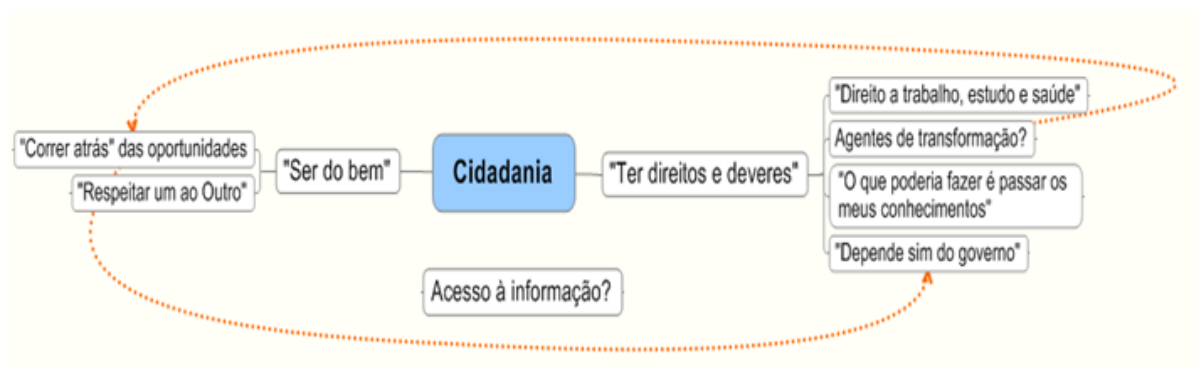 "Correr atrás" das oportunidades
"Respeitar um ao Outro"
"Ser do bem"
Cidadania
"Ter direitos e deveres"
"Direito a trabalho, estudo e saúde"
Agentes de transformação?
"O que poderia fazer é passar os
meus conhecimentos"
"Depende sim do governo"
Acesso à informação?